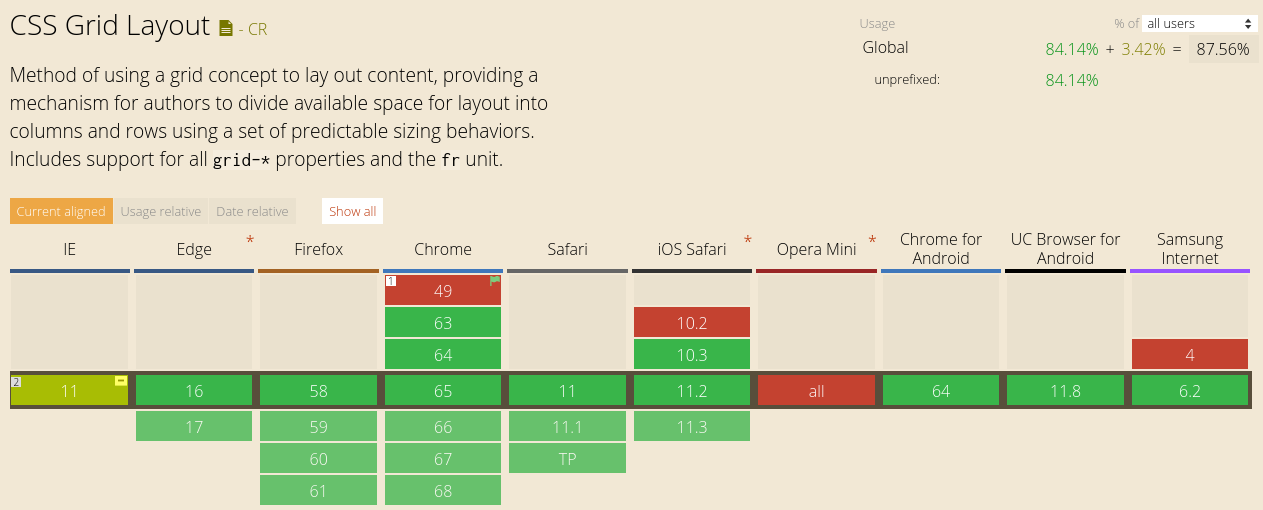 CSS Grid Layout - CR
Usage % of all users
Global 84.14% + 3.42% = 87.56%
unprefixed: 84.14%
Method of using a grid concept to lay out content, providing a
mechanism for authors to divide available space for layout into
columns and rows using a set of predictable sizing behaviors.
Includes support for all grid-* properties and the fr unit.
Current aligned Usage relative Date relative Show all
IE Edge * Firefox Chrome Safari iOS Safari * Opera Mini * Chrome for Android UC Browser for Android Samsung Internet
1 49
63 10.2
64 10.3 4
2 11 16 58 65 11 11.2 all 64 11.8 6.2
17 59 66 11.1 11.3
60 67 TP
61 68